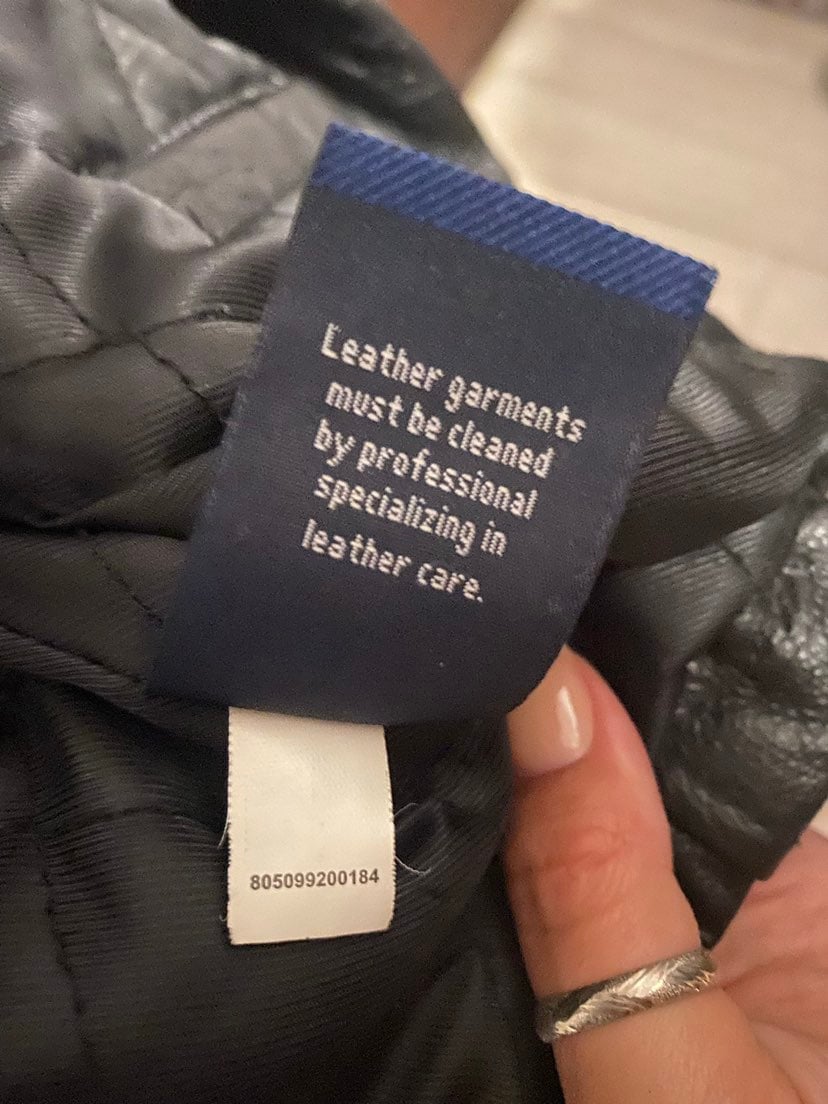 Leather garments
must be cleaned
by professional
specializing in
leather care.
805099200184